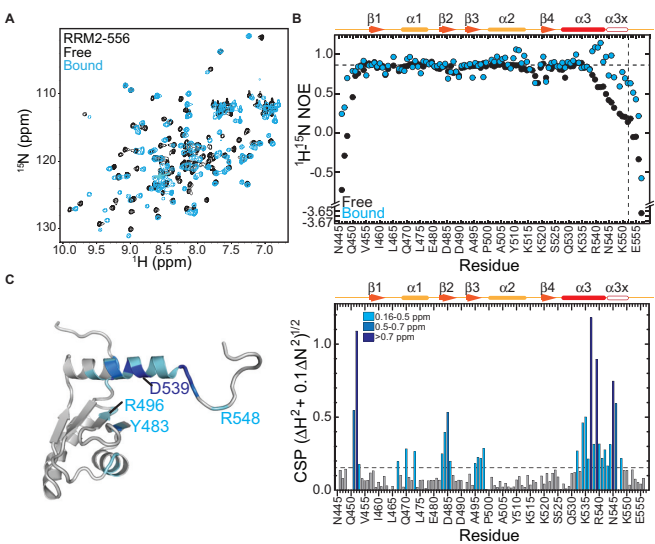 A
RRM2-556
Free
Bound
110
120
130
15N (ppm)
10.0 9.5 9.0 8.5 8.0 7.5 7.0
1H (ppm)
B
β1 α1 β2 β3 α2 β4 α3 α3x
1.0
0.5
0.0
-0.5
-3.65
-3.67
1H-15N NOE
Free
Bound
N445 Q450 V455 I460 L465 Q470 L475 E480 D485 D490 A495 P500 A505 Y510 K515 K520 S525 Q530 K535 R540 N545 K550 E555
Residue
C
D539
R496
Y483
R548
β1 α1 β2 β3 α2 β4 α3 α3x
0.16-0.5 ppm
0.5-0.7 ppm
>0.7 ppm
1.0
0.5
0.0
CSP (ΔH2 + 0.1ΔN2)1/2
N445 Q450 V455 I460 L465 Q470 L475 E480 D485 D490 A495 P500 A505 Y510 K515 K520 S525 Q530 K535 R540 N545 K550 E555
Residue